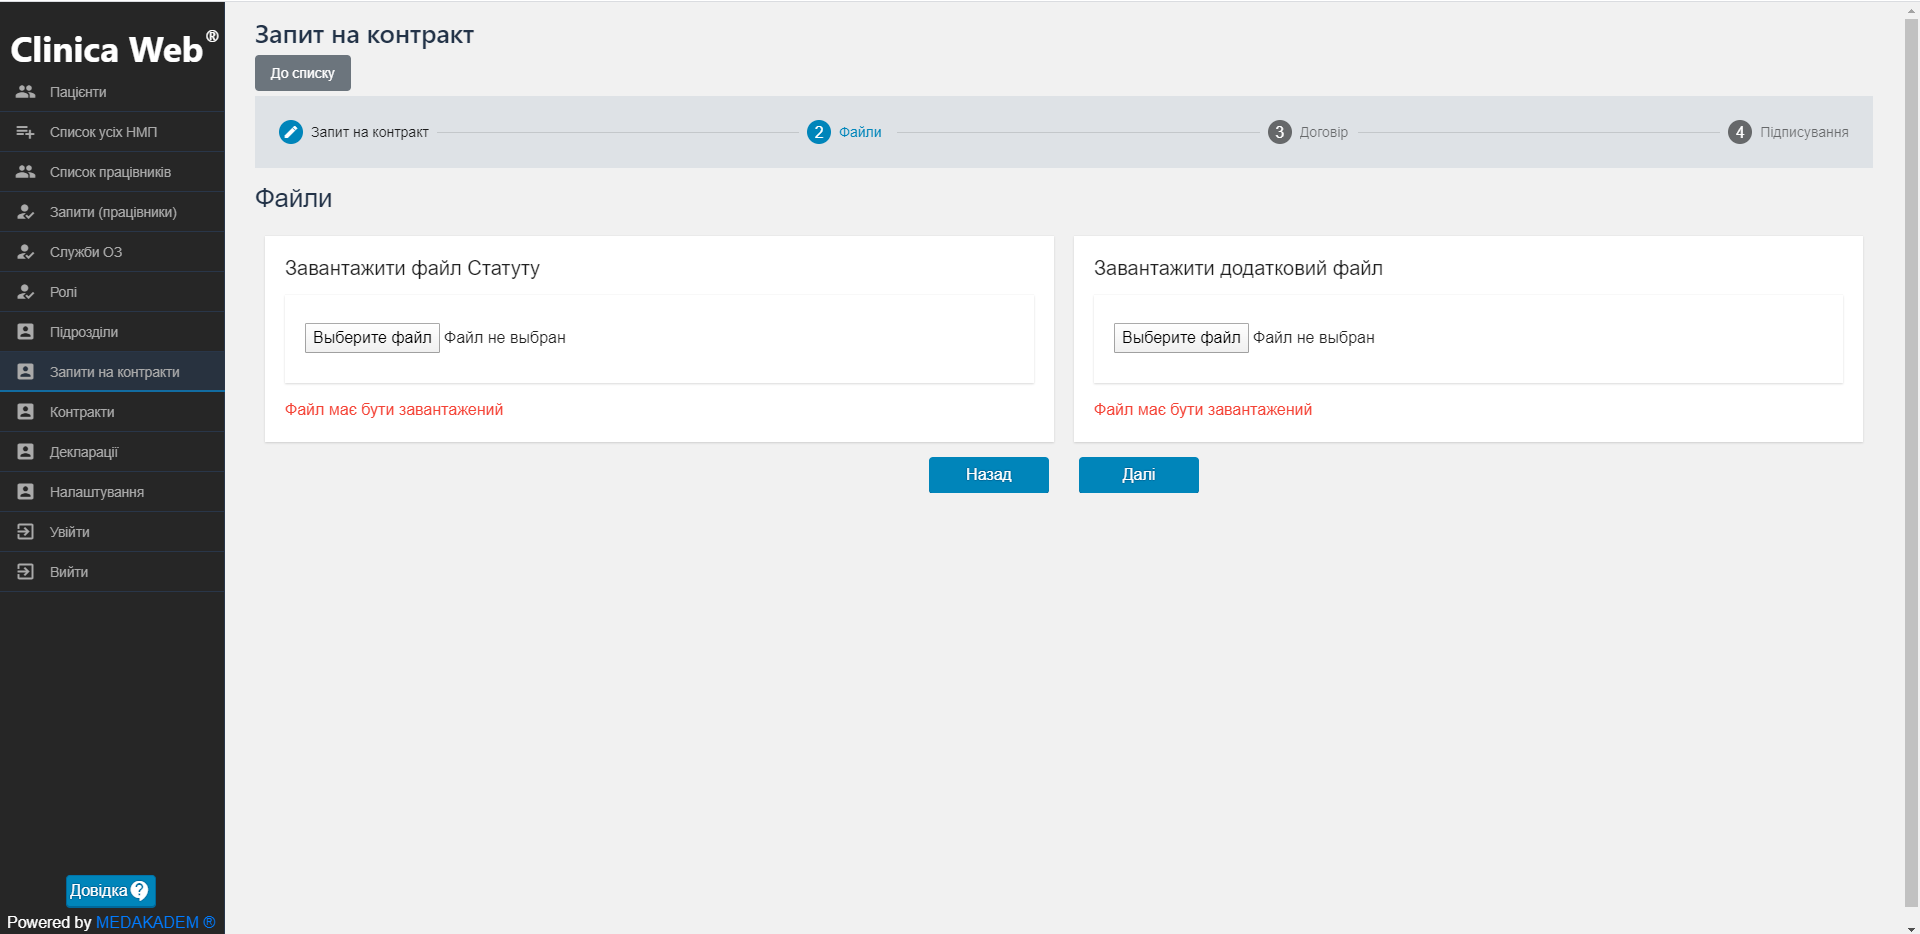 Clinica Web®
Пацієнти
Список усіх НМП
Список працівників
Запити (працівники)
Служби ОЗ
Ролі
Підрозділи
Запити на контракти
Контракти
Декларації
Налаштування
Увійти
Вийти
Довідка ?
Powered by MEDAKADEM ®
Запит на контракт
До списку
Запит на контракт
2 Файли
3 Договір
4 Підписування
Файли
Завантажити файл Статуту
Выберите файл Файл не выбран
Файл має бути завантажений
Завантажити додатковий файл
Выберите файл Файл не выбран
Файл має бути завантажений
Назад
Далі